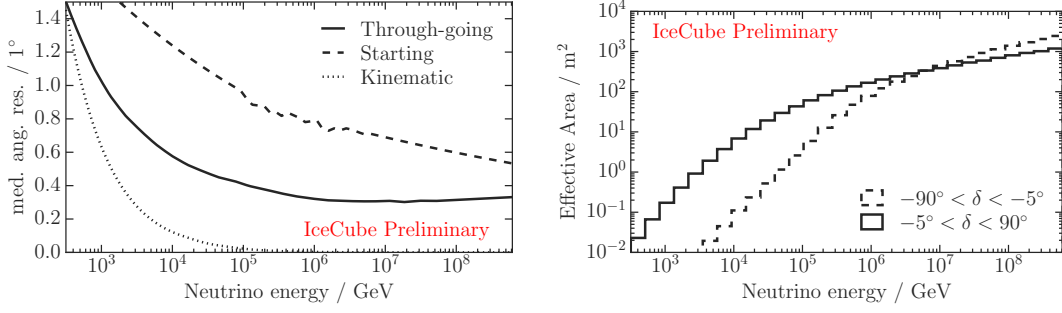 med. ang. res. / 1°
1.4
1.2
1.0
0.8
0.6
0.4
0.2
0.0
Through-going
Starting
Kinematic
IceCube Preliminary
10³ 10⁴ 10⁵ 10⁶ 10⁷ 10⁸
Neutrino energy / GeV
Effective Area / m²
10⁴
10³
10²
10¹
10⁰
10⁻¹
10⁻²
IceCube Preliminary
−90° < δ < −5°
−5° < δ < 90°
10³ 10⁴ 10⁵ 10⁶ 10⁷ 10⁸
Neutrino energy / GeV